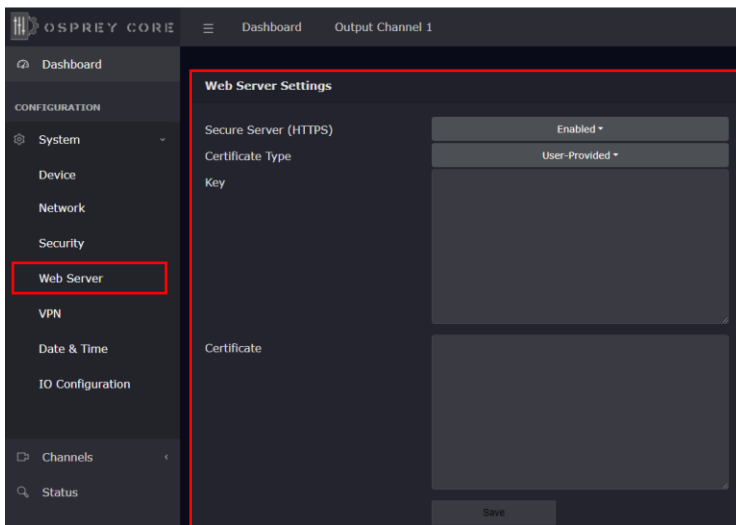 OSPREY CORE
Dashboard Output Channel 1
Dashboard
CONFIGURATION
System
Device
Network
Security
Web Server
VPN
Date & Time
IO Configuration
Channels
Status
Web Server Settings
Secure Server (HTTPS) Enabled
Certificate Type User-Provided
Key
Certificate
Save